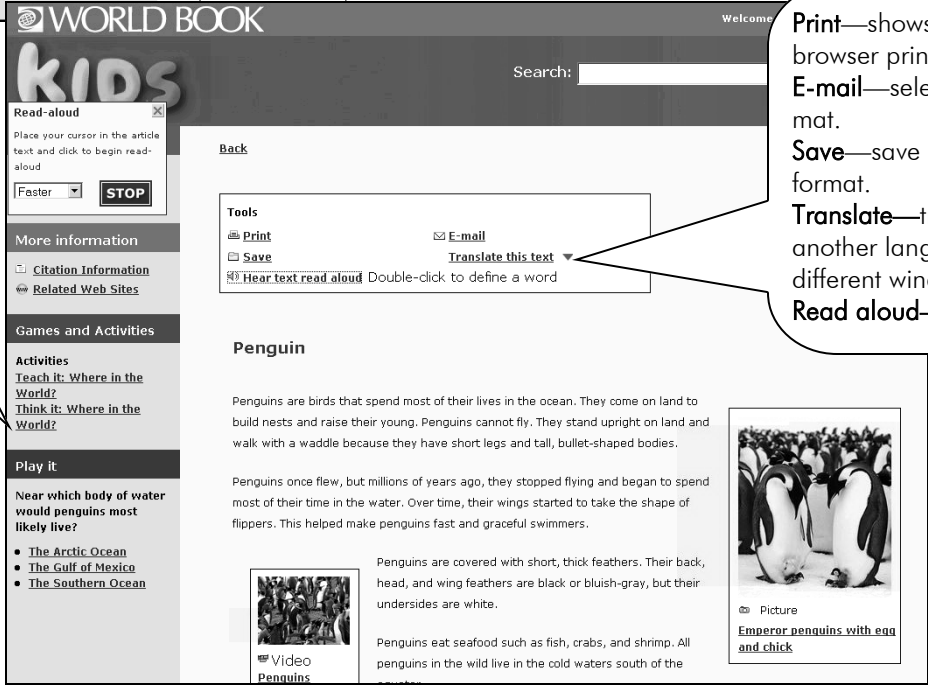 WORLD BOOK
Welcome
KIDS
Search:
Read-aloud
Place your cursor in the article
text and click to begin read-
aloud
Faster
STOP
More information
Citation Information
Related Web Sites
Games and Activities
Activities
Teach it: Where in the
World?
Think it: Where in the
World?
Play it
Near which body of water
would penguins most
likely live?
The Arctic Ocean
The Gulf of Mexico
The Southern Ocean
Back
Tools
Print
E-mail
Save
Translate this text
Hear text read aloud Double-click to define a word
Penguin
Penguins are birds that spend most of their lives in the ocean. They come on land to
build nests and raise their young. Penguins cannot fly. They stand upright on land and
walk with a waddle because they have short legs and tall, bullet-shaped bodies.
Penguins once flew, but millions of years ago, they stopped flying and began to spend
most of their time in the water. Over time, their wings started to take the shape of
flippers. This helped make penguins fast and graceful swimmers.
Penguins are covered with short, thick feathers. Their back,
head, and wing feathers are black or bluish-gray, but their
undersides are white.
Penguins eat seafood such as fish, crabs, and shrimp. All
penguins in the wild live in the cold waters south of the
Video
Penguins
Picture
Emperor penguins with egg
and chick
Print—shows
browser prin
E-mail—sele
mat.
Save—save
format.
Translate—t
another lang
different wind
Read aloud-